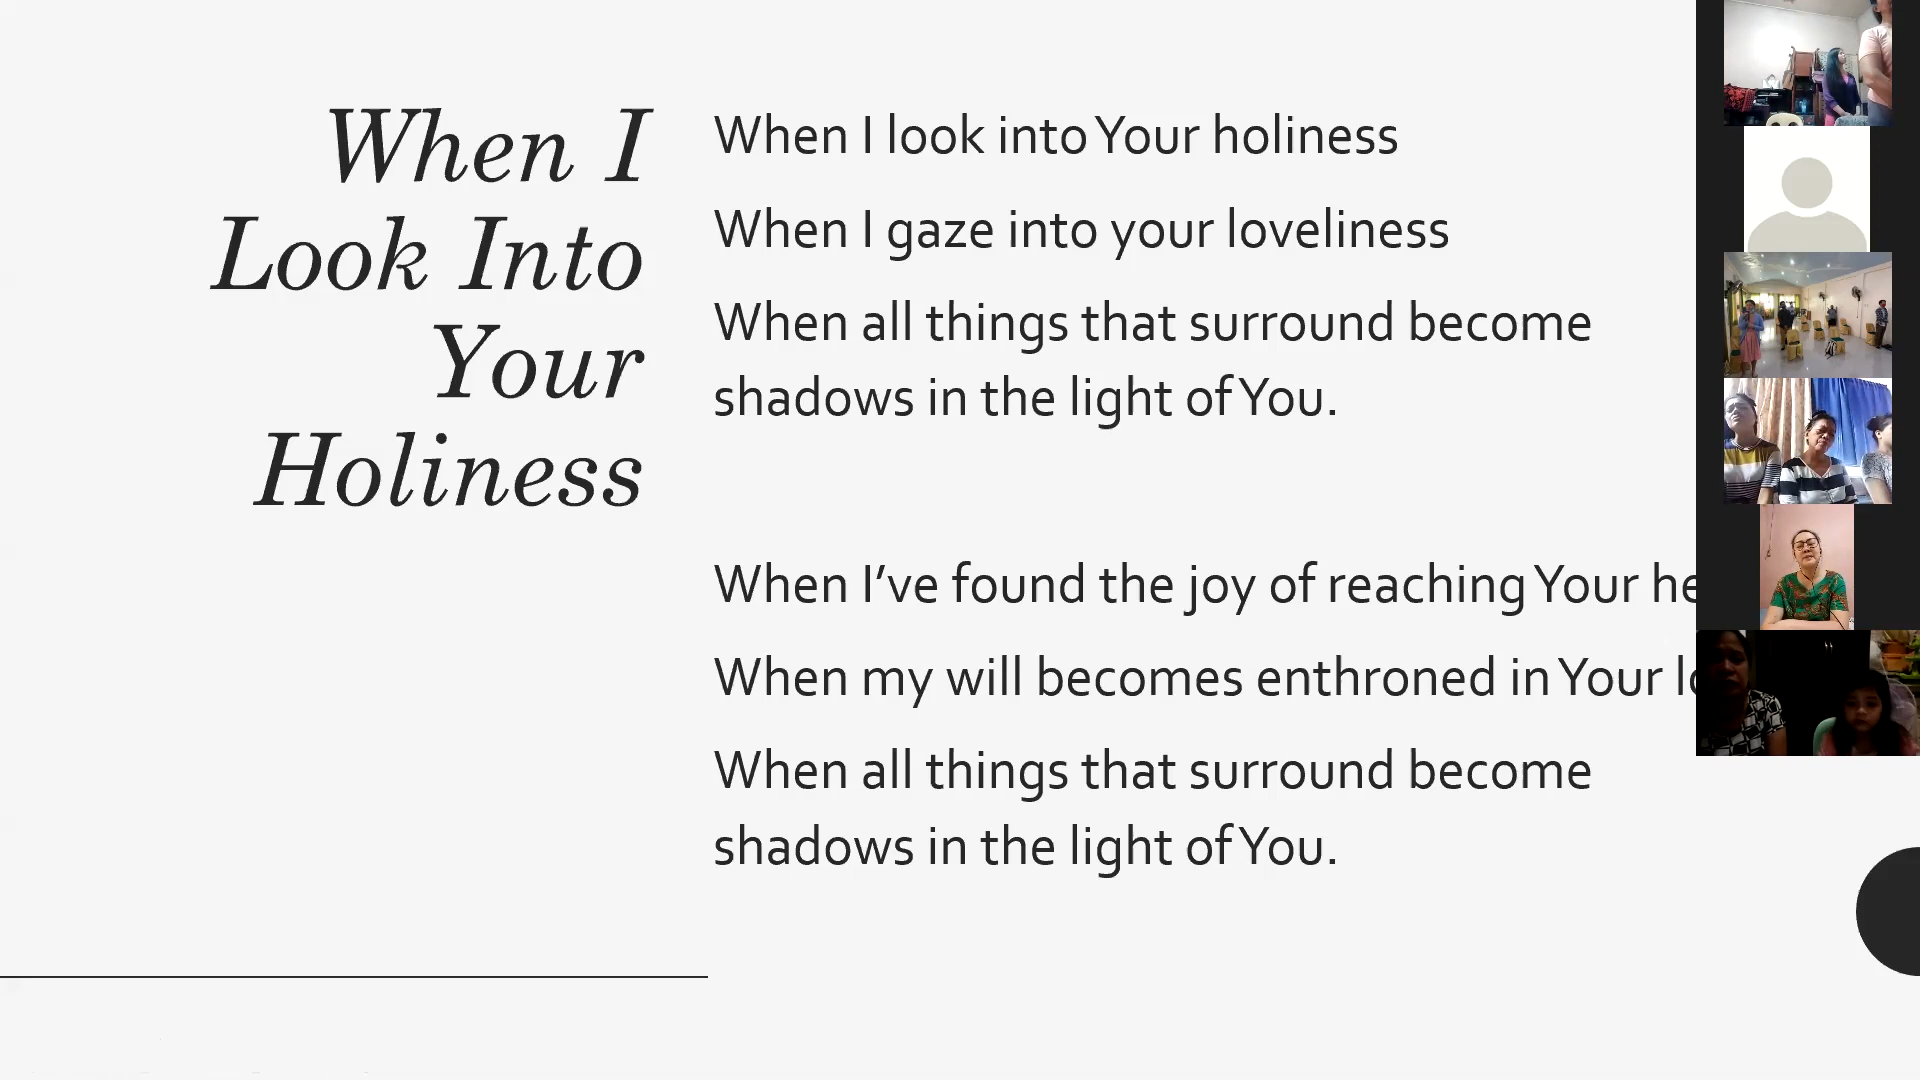 When I
Look Into
Your
Holiness
When I look into Your holiness
When I gaze into your loveliness
When all things that surround become
shadows in the light of You.
When I’ve found the joy of reaching Your
When my will becomes enthroned in Your
When all things that surround become
shadows in the light of You.